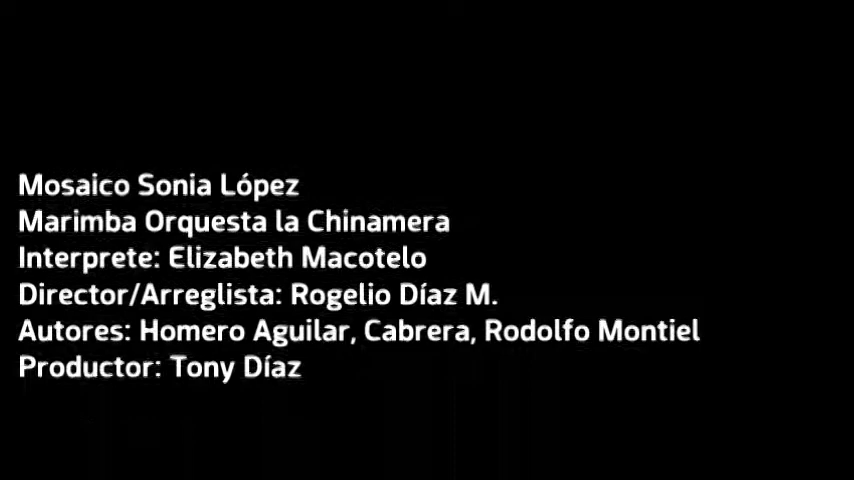 Mosaico Sonia López
Marimba Orquesta la Chinamera
Interprete: Elizabeth Macotelo
Director/Arreglista: Rogelio Díaz M.
Autores: Homero Aguilar, Cabrera, Rodolfo Montiel
Productor: Tony Díaz